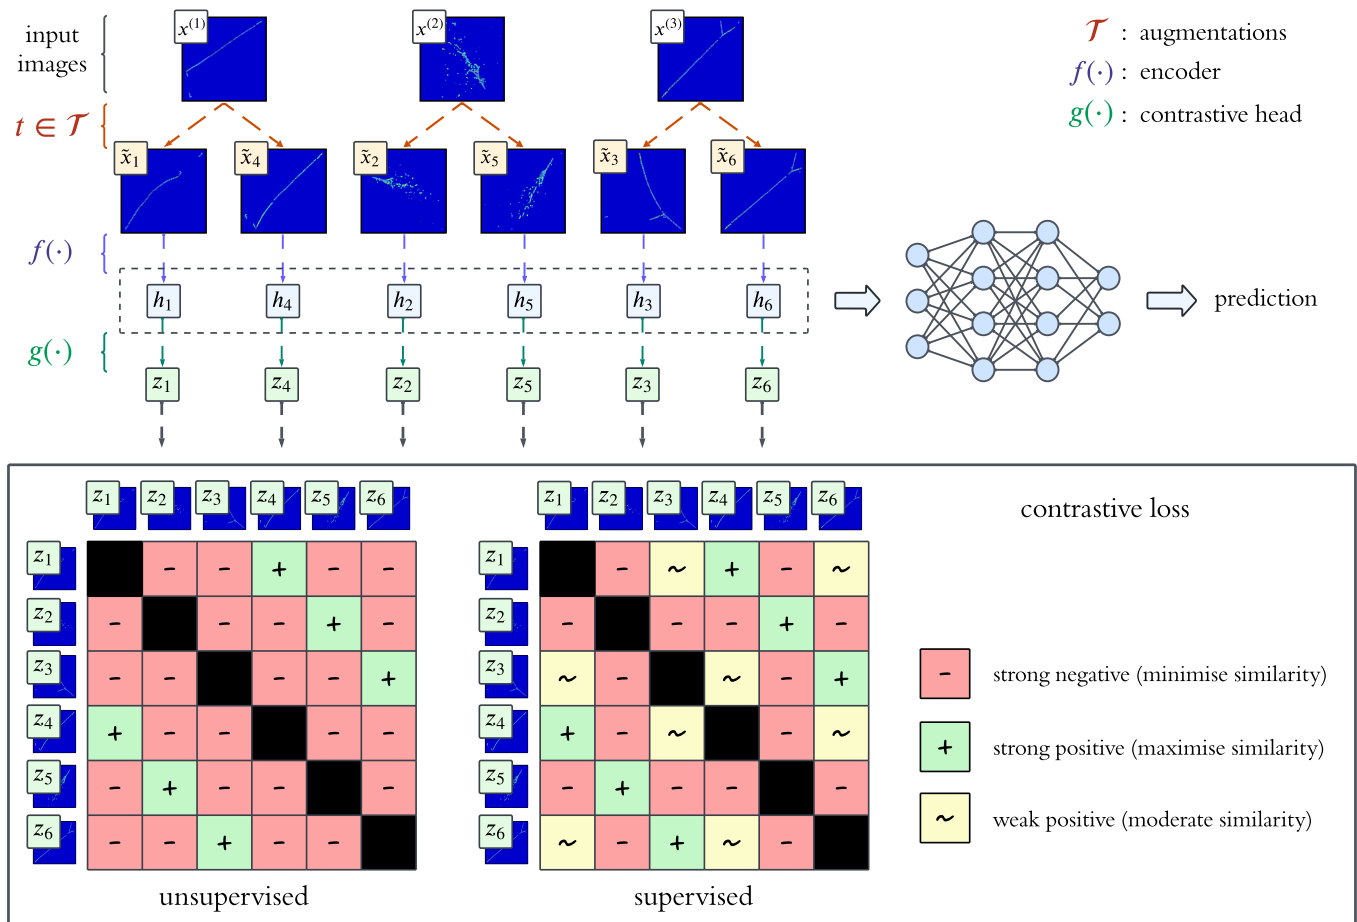 input
images
x⁽¹⁾
x⁽²⁾
x⁽³⁾
𝒯 : augmentations
f(·) : encoder
g(·) : contrastive head
t ∈ 𝒯
x̃₁
x̃₄
x̃₂
x̃₅
x̃₃
x̃₆
f(·)
h₁
h₄
h₂
h₅
h₃
h₆
prediction
g(·)
z₁
z₄
z₂
z₅
z₃
z₆
z₁ z₂ z₃ z₄ z₅ z₆
z₁ - - + - -
z₂ - - - + -
z₃ - - - - +
z₄ + - - - -
z₅ - + - - -
z₆ - - + - -
unsupervised
z₁ z₂ z₃ z₄ z₅ z₆
z₁ - ~ + - ~
z₂ - - - + -
z₃ ~ - ~ - +
z₄ + - ~ - ~
z₅ - + - - -
z₆ ~ - + ~ -
supervised
contrastive loss
- strong negative (minimise similarity)
+ strong positive (maximise similarity)
~ weak positive (moderate similarity)